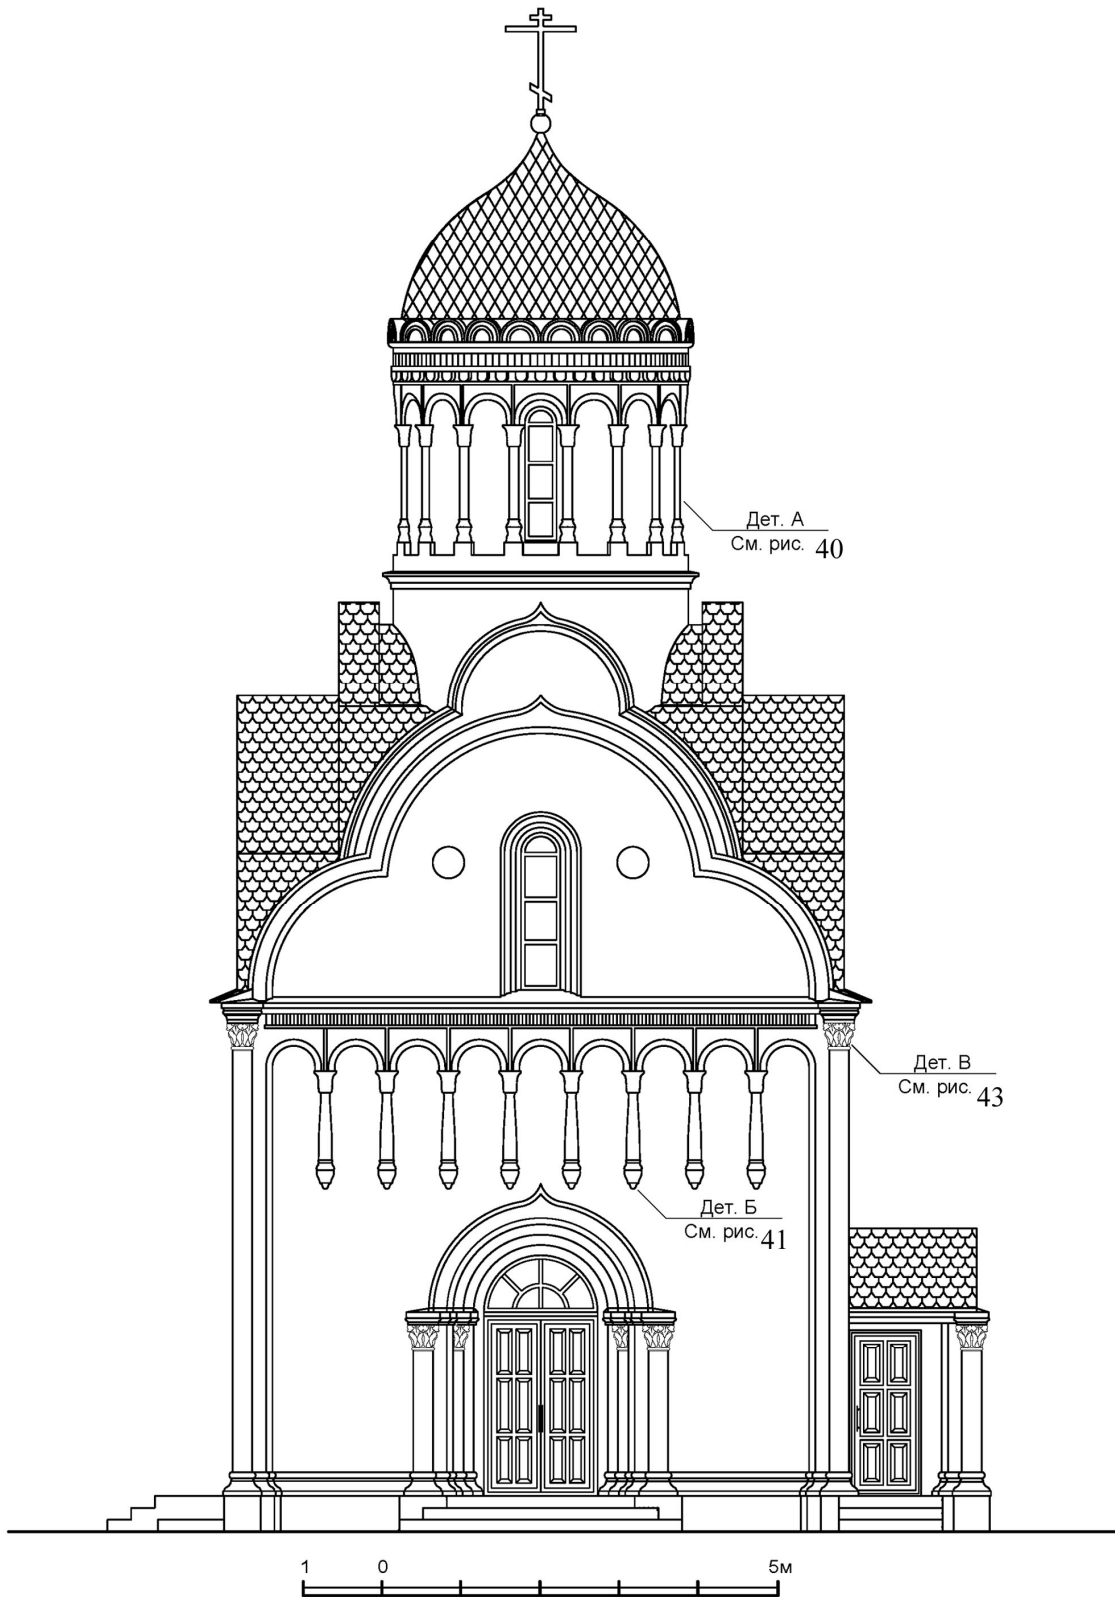 Дет. А
См. рис. 40
Дет. В
См. рис. 43
Дет. Б
См. рис. 41
1 0 5м